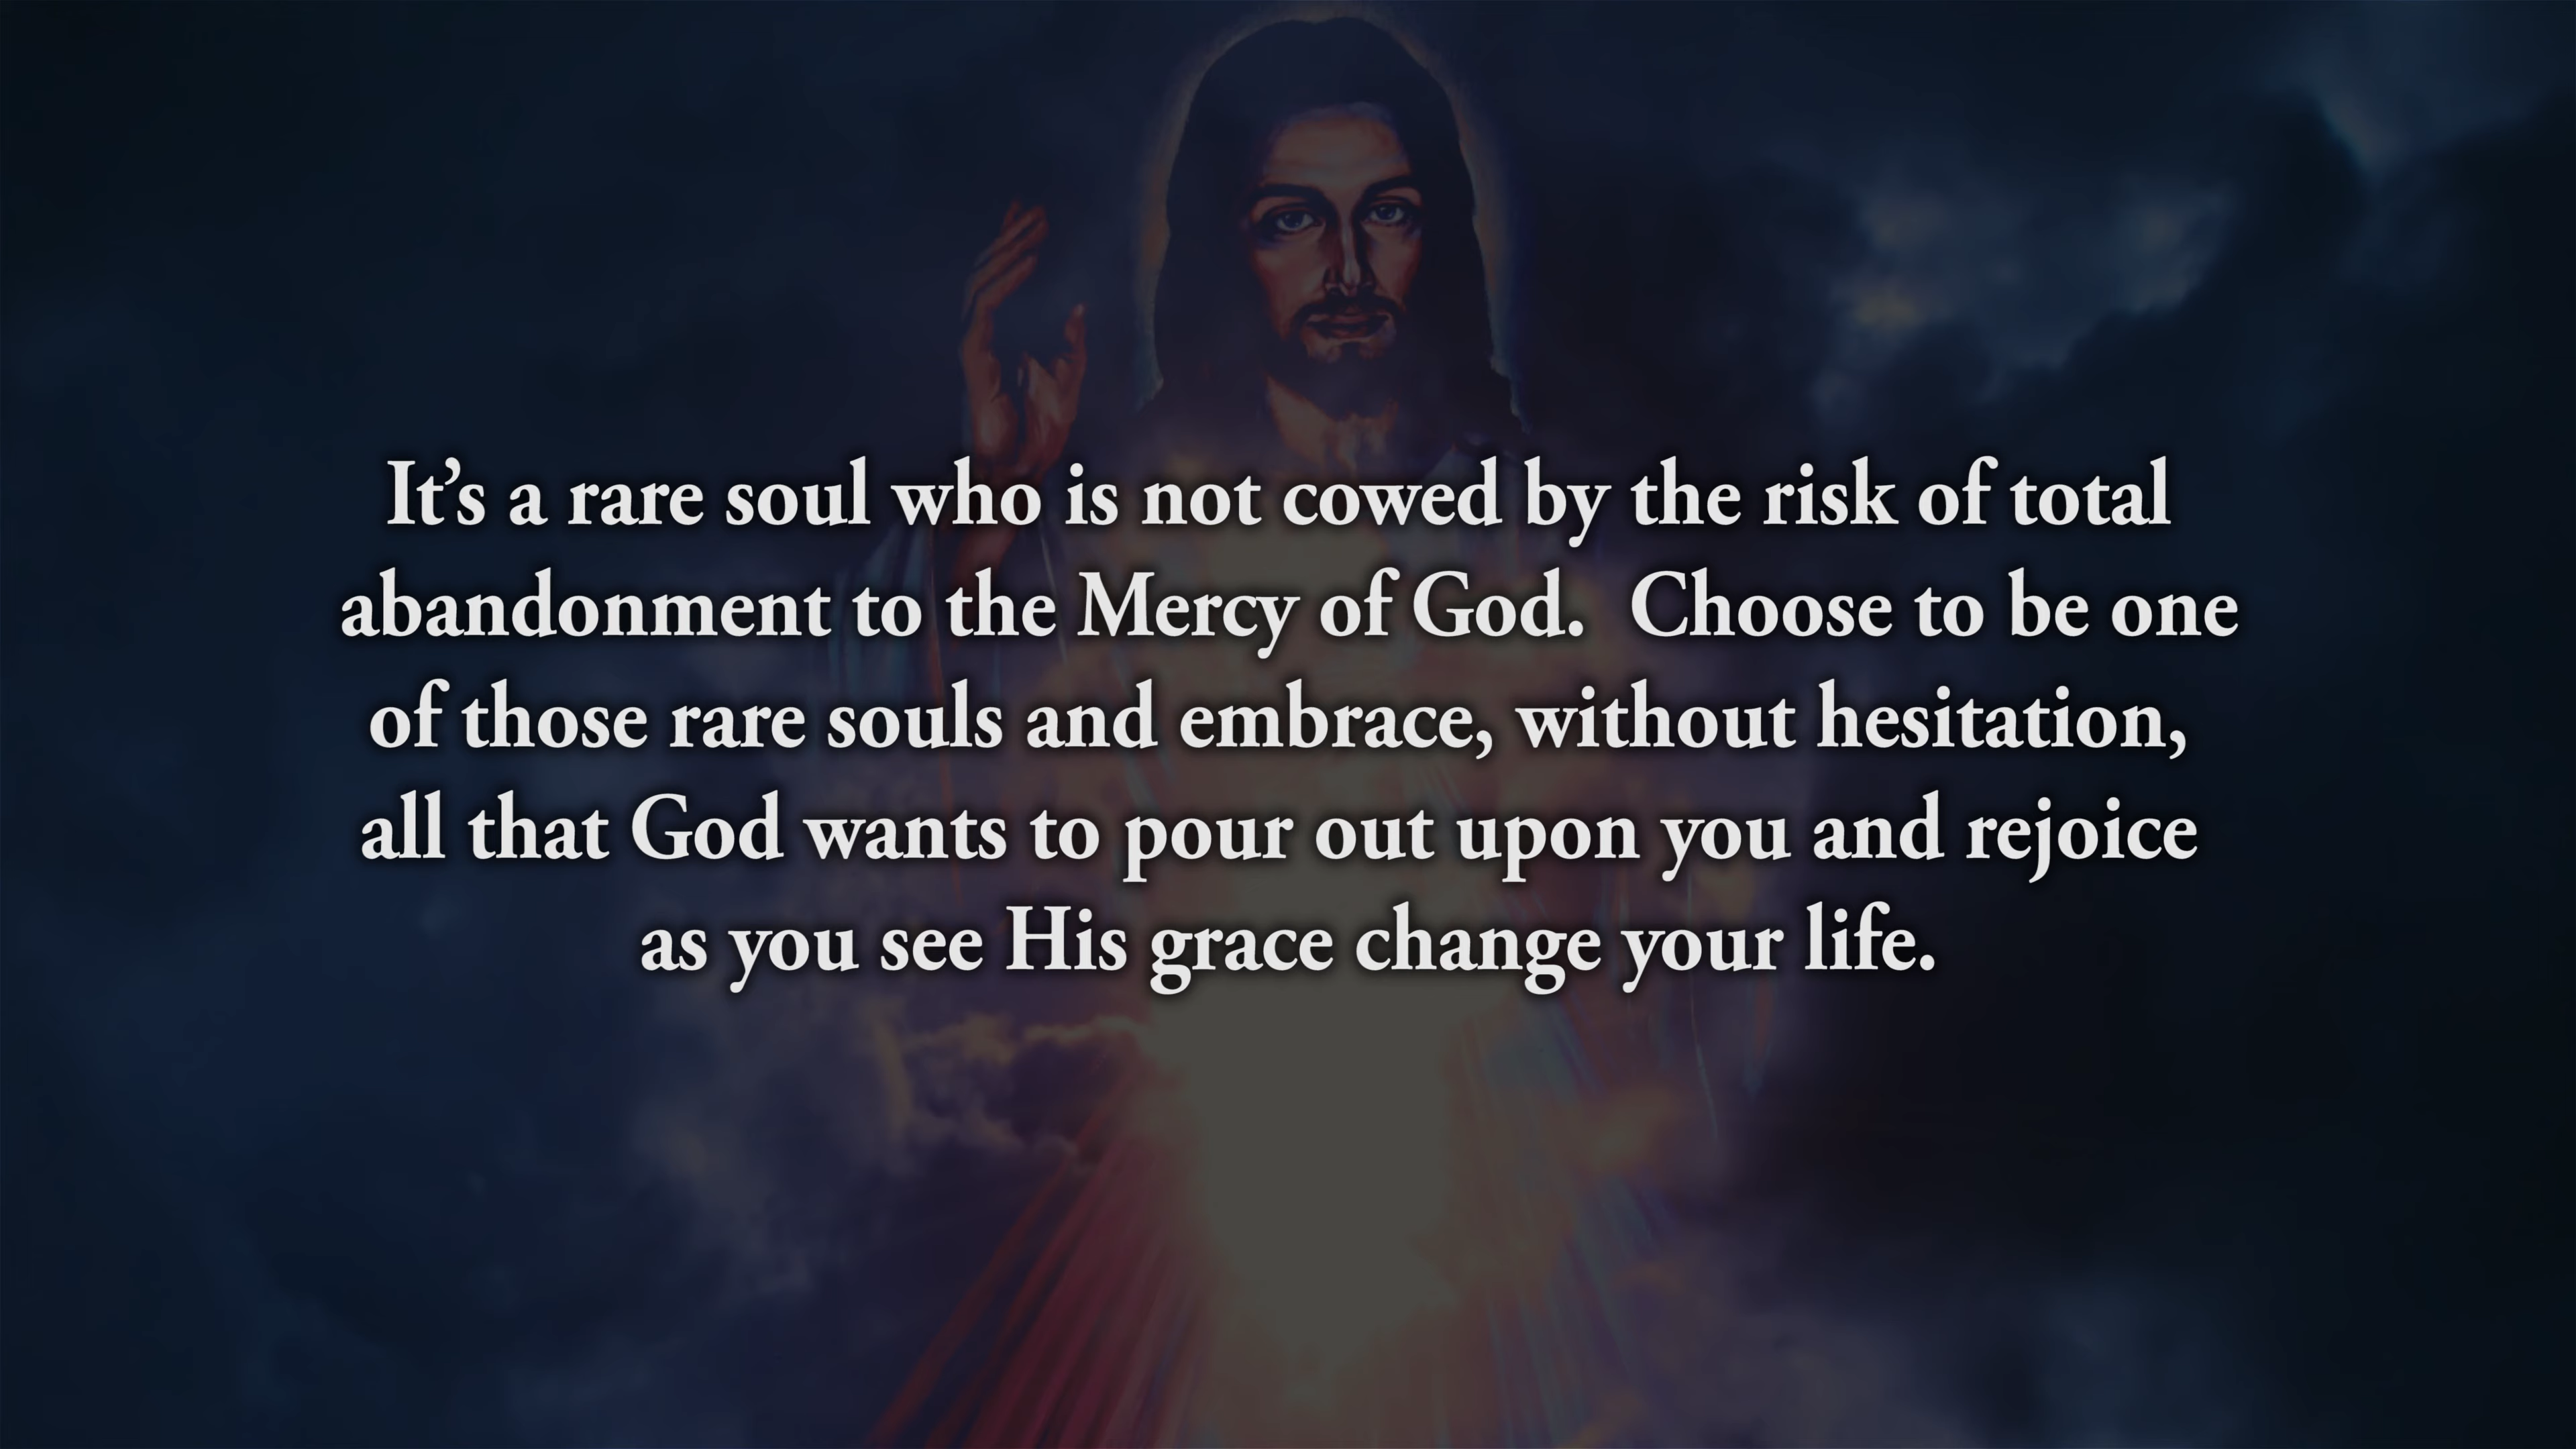 It’s a rare soul who is not cowed by the risk of total
abandonment to the Mercy of God.  Choose to be one
of those rare souls and embrace, without hesitation,
all that God wants to pour out upon you and rejoice
as you see His grace change your life.